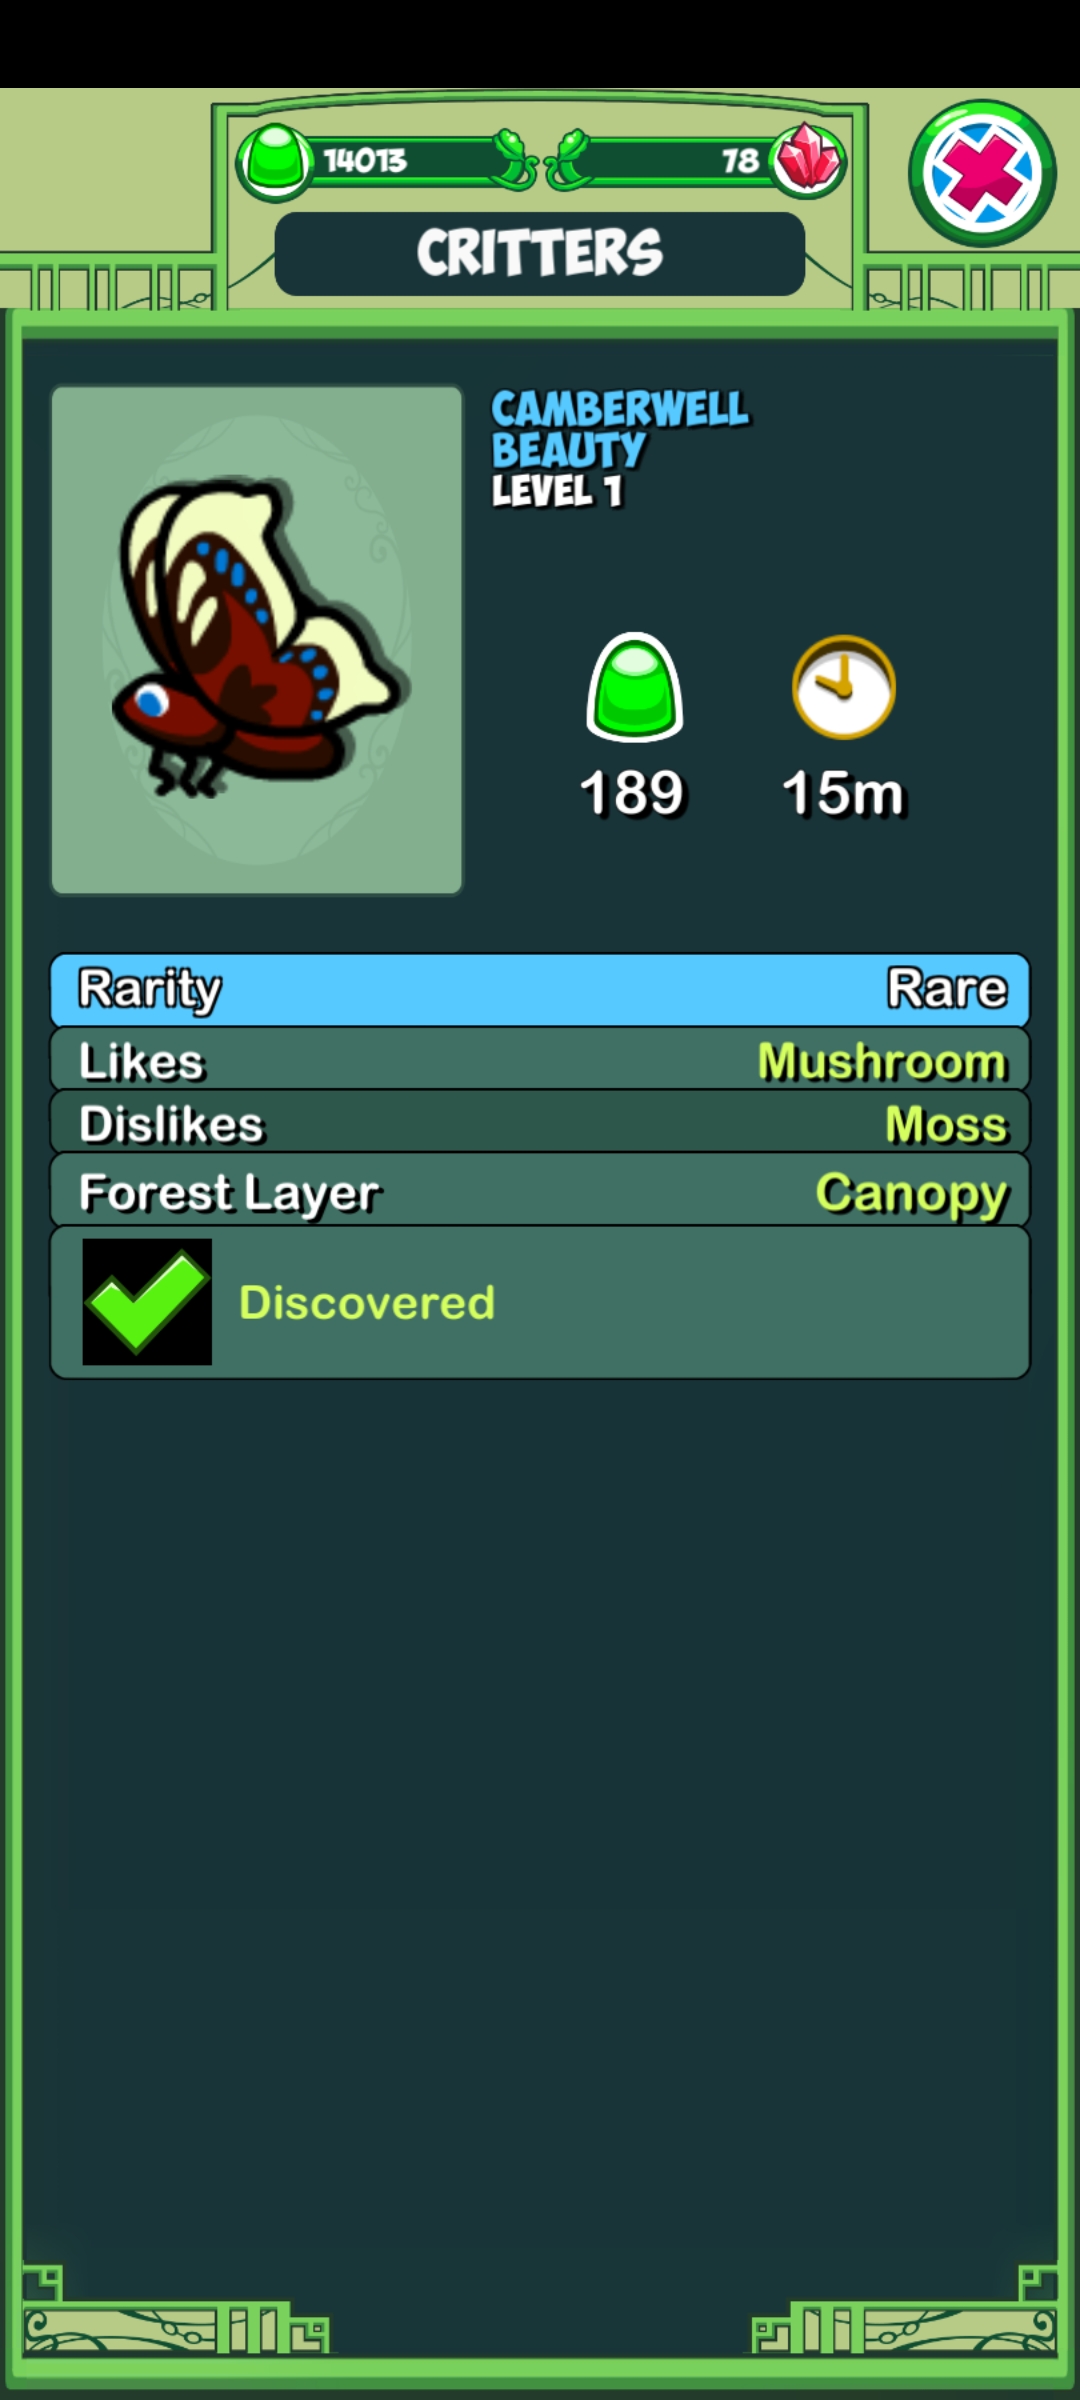 14013
78
CRITTERS
CAMBERWELL
BEAUTY
LEVEL 1
189
15m
Rarity Rare
Likes Mushroom
Dislikes Moss
Forest Layer Canopy
Discovered